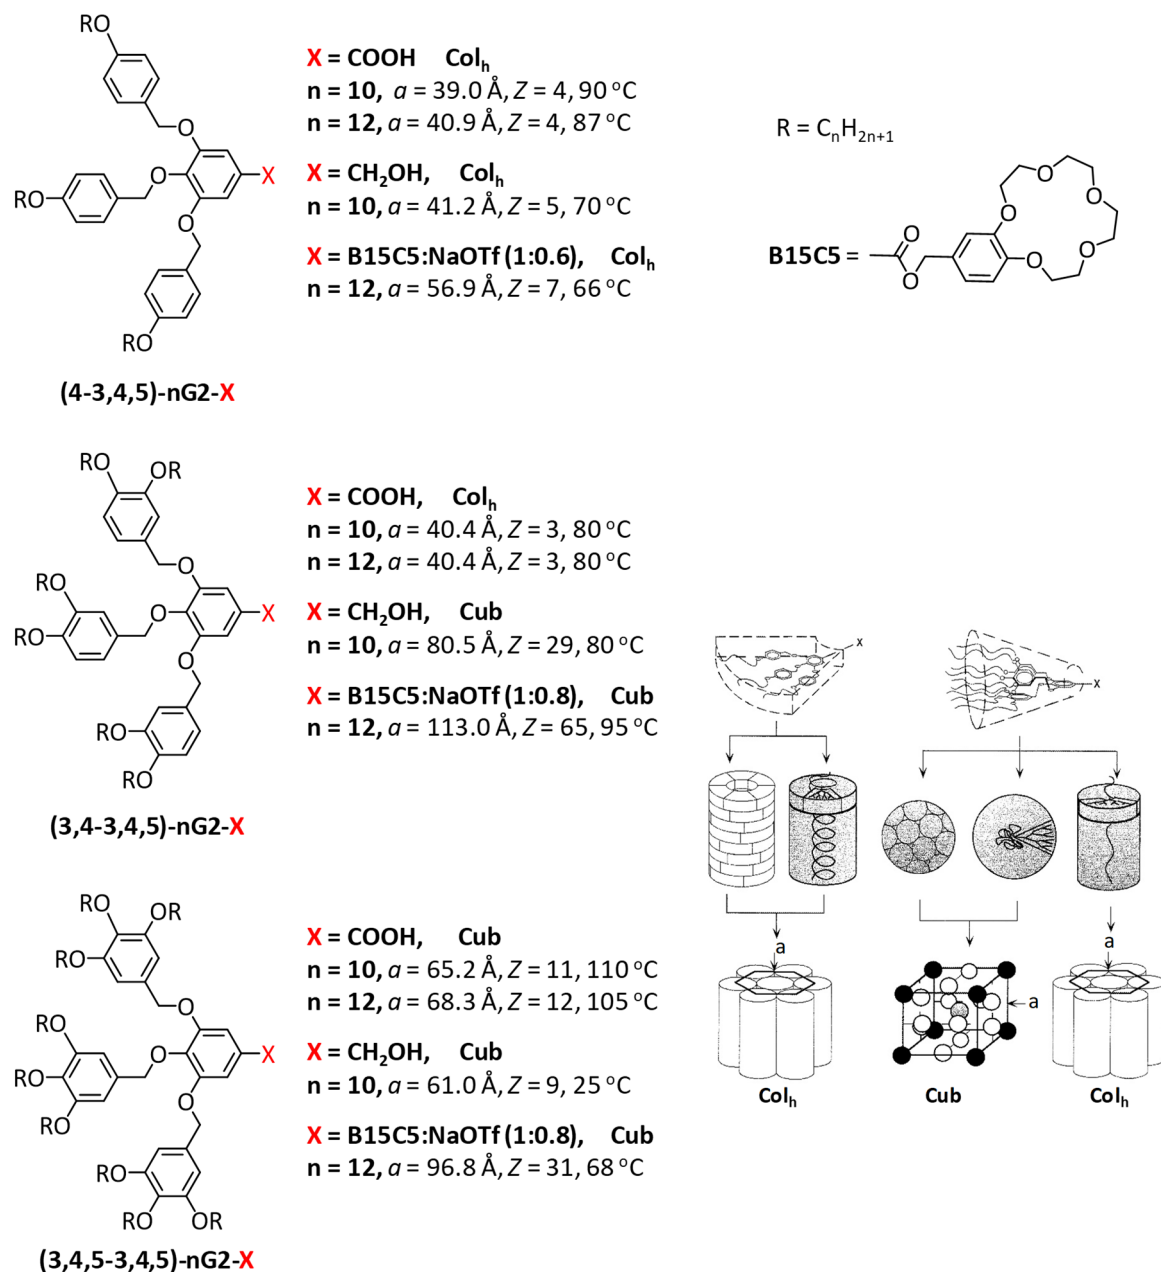 RO
RO
RO
RO
O
O
O
X
(4-3,4,5)-nG2-X
X = COOH Colₕ
n = 10, a = 39.0 Å, Z = 4, 90 °C
n = 12, a = 40.9 Å, Z = 4, 87 °C
X = CH₂OH, Colₕ
n = 10, a = 41.2 Å, Z = 5, 70 °C
X = B15C5:NaOTf (1:0.6), Colₕ
n = 12, a = 56.9 Å, Z = 7, 66 °C
R = CₙH₂ₙ₊₁
B15C5 =
O
O
O
O
O
O
O
RO
OR
RO
RO
RO
RO
O
O
O
X
(3,4-3,4,5)-nG2-X
X = COOH, Colₕ
n = 10, a = 40.4 Å, Z = 3, 80 °C
n = 12, a = 40.4 Å, Z = 3, 80 °C
X = CH₂OH, Cub
n = 10, a = 80.5 Å, Z = 29, 80 °C
X = B15C5:NaOTf (1:0.8), Cub
n = 12, a = 113.0 Å, Z = 65, 95 °C
x
x
RO
OR
RO
RO
RO
RO
RO
RO
OR
O
O
O
X
(3,4,5-3,4,5)-nG2-X
X = COOH, Cub
n = 10, a = 65.2 Å, Z = 11, 110 °C
n = 12, a = 68.3 Å, Z = 12, 105 °C
X = CH₂OH, Cub
n = 10, a = 61.0 Å, Z = 9, 25 °C
X = B15C5:NaOTf (1:0.8), Cub
n = 12, a = 96.8 Å, Z = 31, 68 °C
a
a
a
Colₕ
Cub
Colₕ